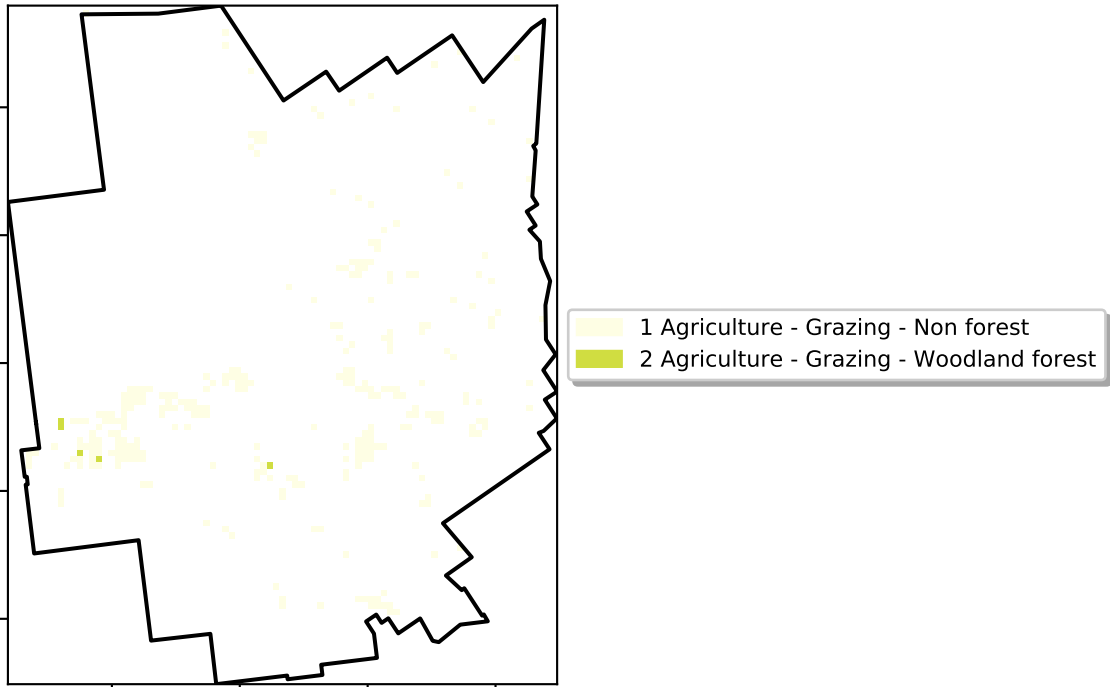 1 Agriculture - Grazing - Non forest
2 Agriculture - Grazing - Woodland forest